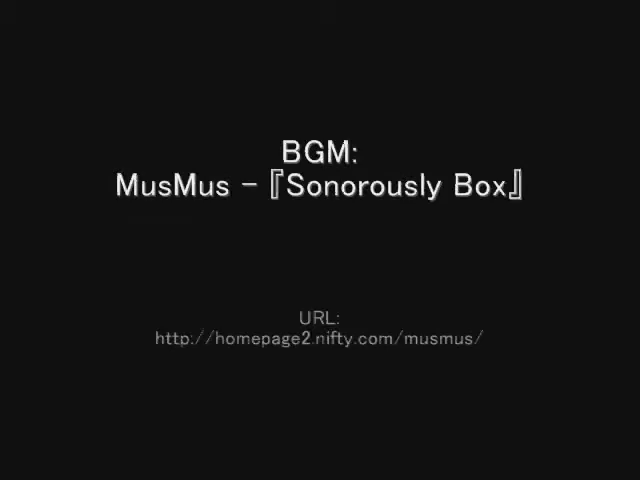 BGM:
MusMus - 『Sonorously Box』
URL:
http://homepage2.nifty.com/musmus/